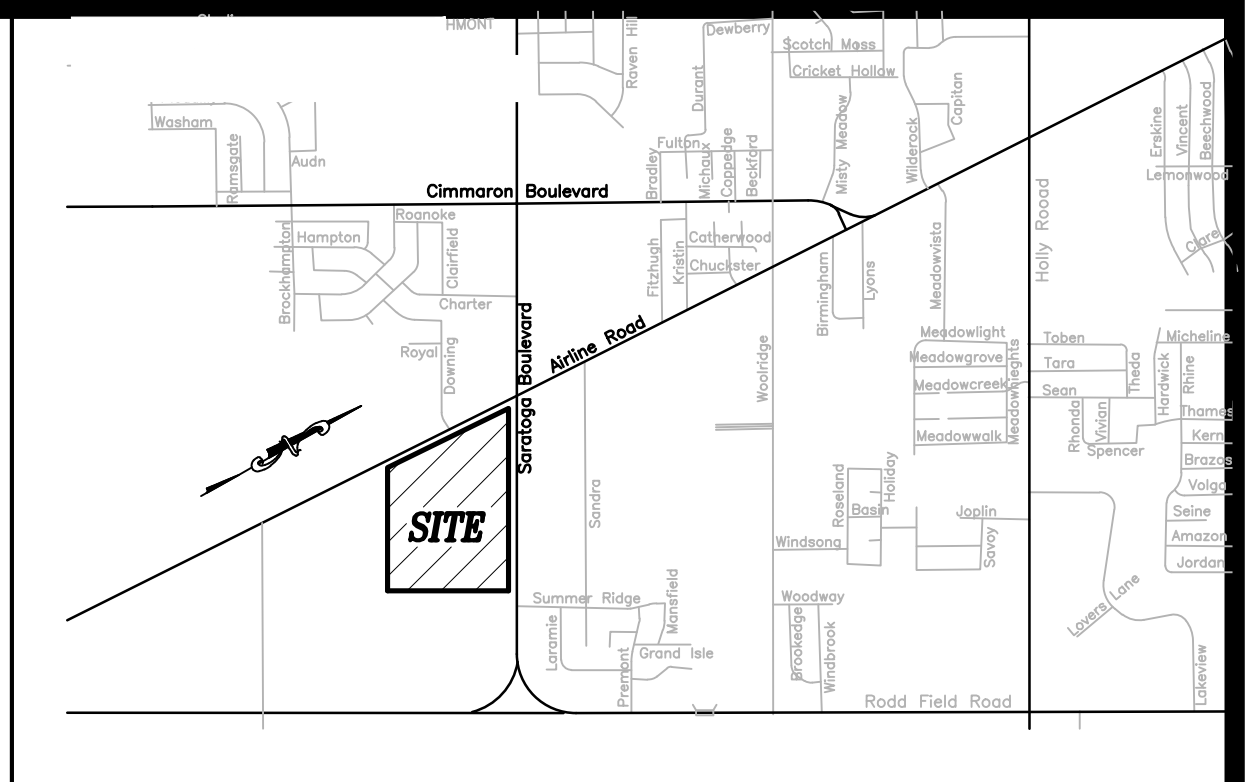 HMONT
Raven Hil
Dewberry
Scotch Moss
Cricket Hollow
Durant
Capitan
Misty Meadow
Wilderock
Erskine
Vincent
Beechwood
Washam
Ramsgate
Audn
Fulton
Bradley
Michaux
Coppedge
Beckford
Lemonwood
Cimmaron Boulevard
Holly Rooad
Roanoke
Hampton
Brockhampton
Clairfield
Charter
Catherwood
Chuckster
Fitzhugh
Kristin
Birmingham
Lyons
Meadowvista
Clare
Royal
Downing
Saratoga Boulevard
Airline Road
Woolridge
Meadowlight
Meadowgrove
Meadowcreek
Meadowwalk
Meadowhieghts
Toben
Tara
Sean
Theda
Hardwick
Rhine
Micheline
Rhonda
Vivian
Spencer
Thames
Kern
Brazos
Volga
Seine
Amazon
Jordan
Saratoga Boulevard
SITE
Sandra
Roseland
Holiday
Basin
Windsong
Joplin
Savoy
Summer Ridge
Mansfield
Laramie
Grand Isle
Premont
Woodway
Brookedge
Windbrook
Lovers Lane
Lakeview
Rodd Field Road